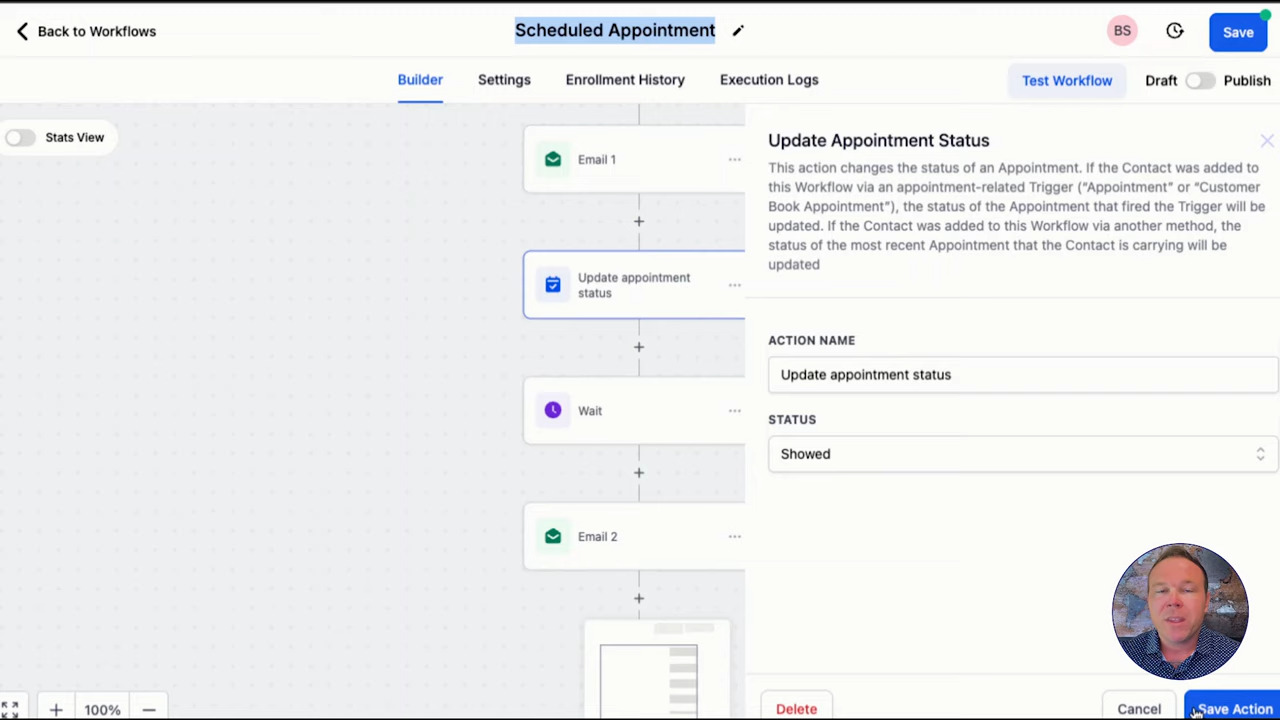 Back to Workflows
Scheduled Appointment
BS
Save
Builder
Settings
Enrollment History
Execution Logs
Test Workflow
Draft
Publish
Stats View
Email 1
Update appointment
status
Wait
Email 2
100%
Update Appointment Status
This action changes the status of an Appointment. If the Contact was added to
this Workflow via an appointment-related Trigger (“Appointment” or “Customer
Book Appointment”), the status of the Appointment that fired the Trigger will be
updated. If the Contact was added to this Workflow via another method, the
status of the most recent Appointment that the Contact is carrying will be
updated
ACTION NAME
Update appointment status
STATUS
Showed
Delete
Cancel
Save Action